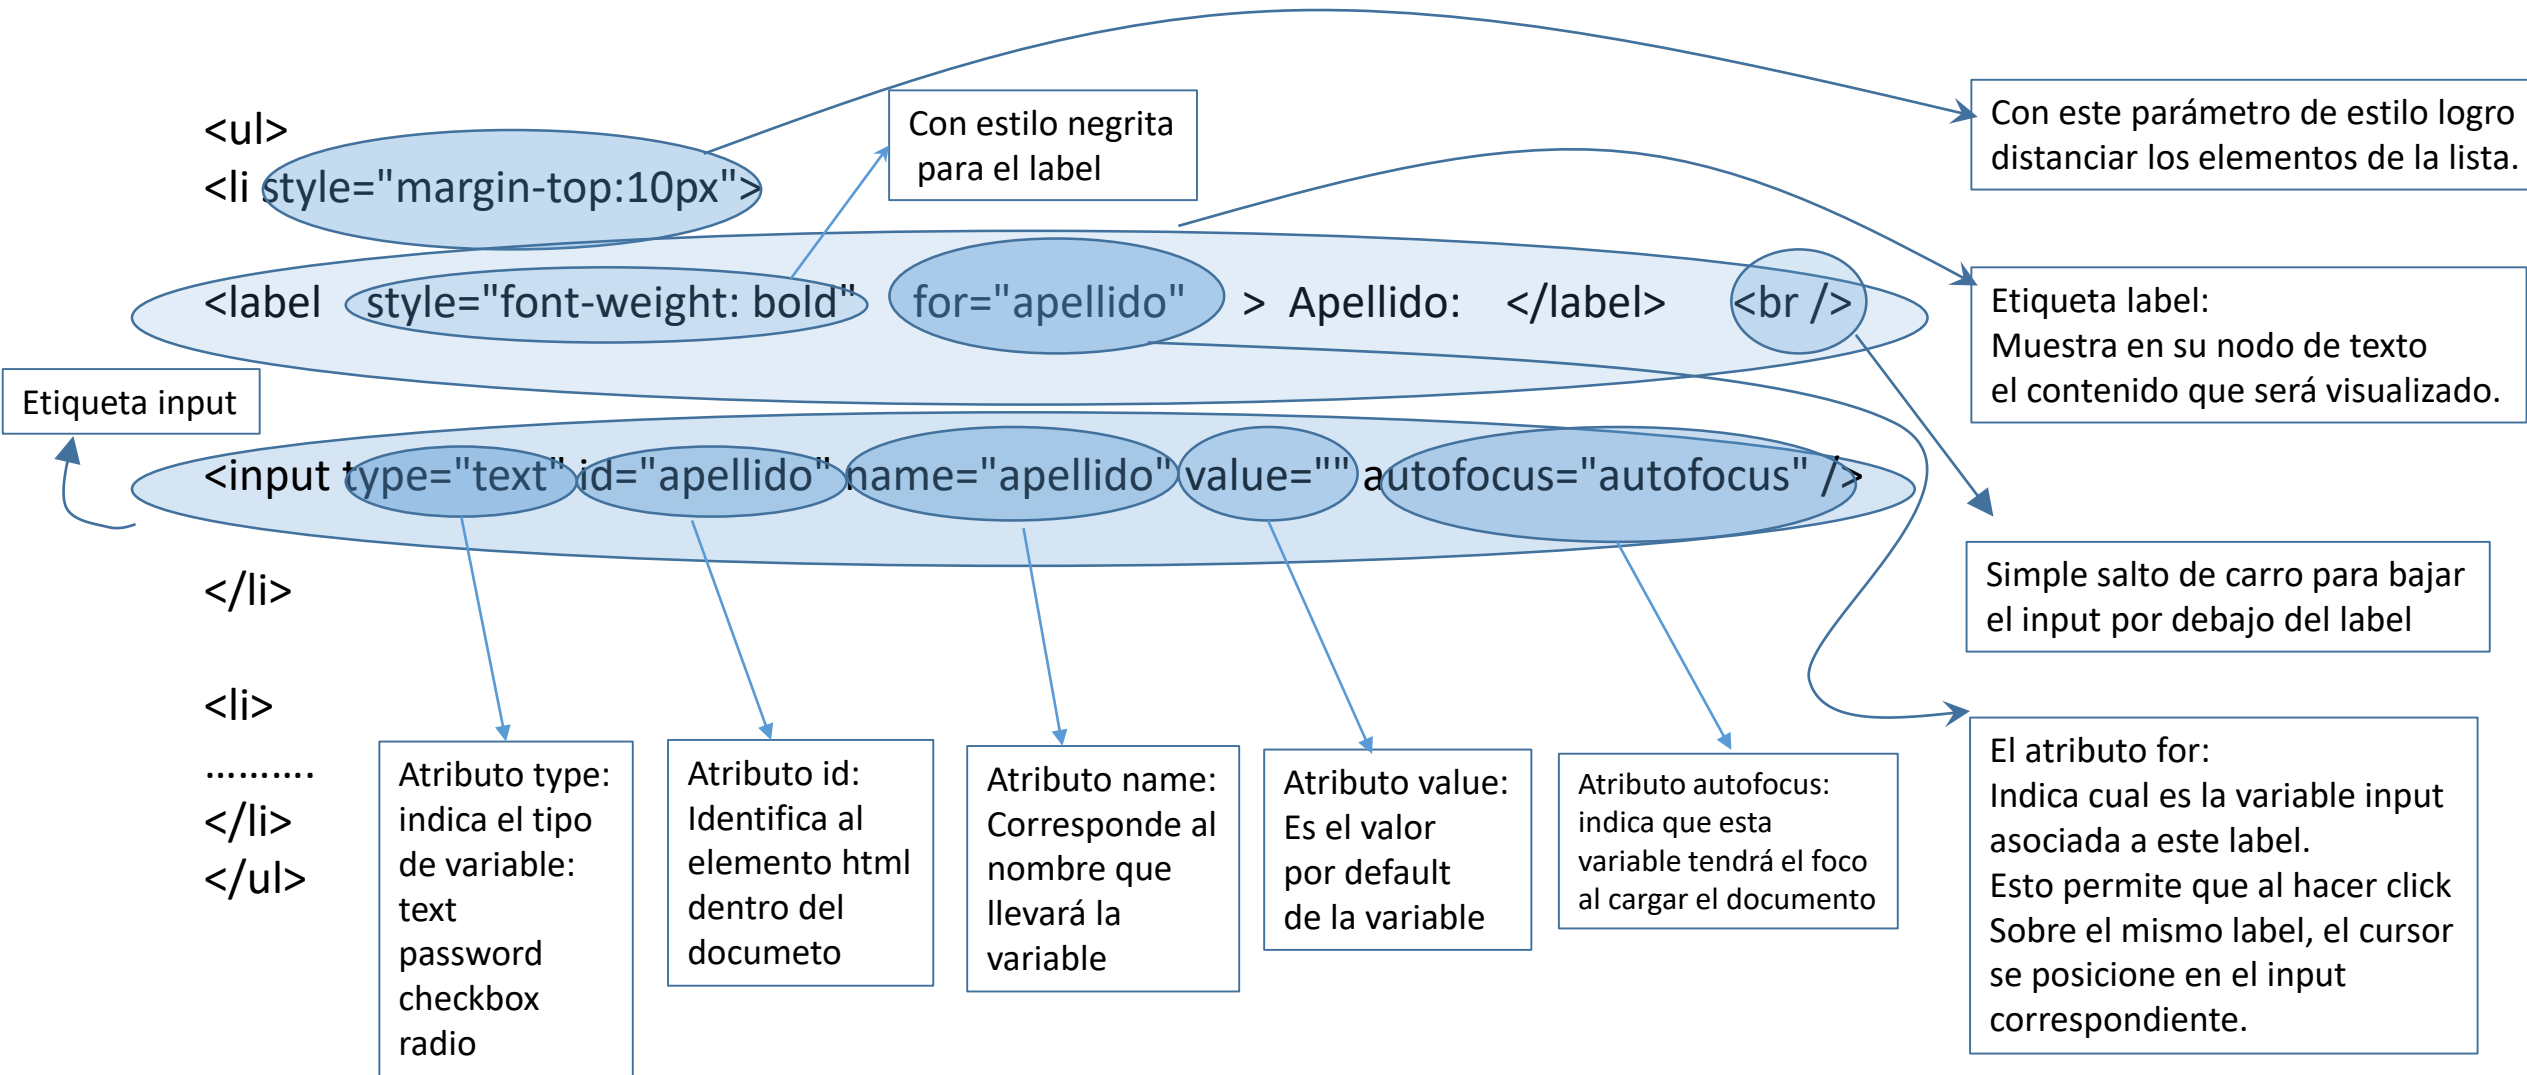 <ul>
<li style="margin-top:10px">
Con estilo negrita
para el label
Con este parámetro de estilo logro
distanciar los elementos de la lista.
<label style="font-weight: bold" for="apellido" > Apellido: </label> <br />
Etiqueta label:
Muestra en su nodo de texto
el contenido que será visualizado.
Etiqueta input
<input type="text" id="apellido" name="apellido" value="" autofocus="autofocus" />
</li>
Simple salto de carro para bajar
el input por debajo del label
<li>
..........
</li>
</ul>
Atributo type:
indica el tipo
de variable:
text
password
checkbox
radio
Atributo id:
Identifica al
elemento html
dentro del
documeto
Atributo name:
Corresponde al
nombre que
llevará la
variable
Atributo value:
Es el valor
por default
de la variable
Atributo autofocus:
indica que esta
variable tendrá el foco
al cargar el documento
El atributo for:
Indica cual es la variable input
asociada a este label.
Esto permite que al hacer click
Sobre el mismo label, el cursor
se posicione en el input
correspondiente.